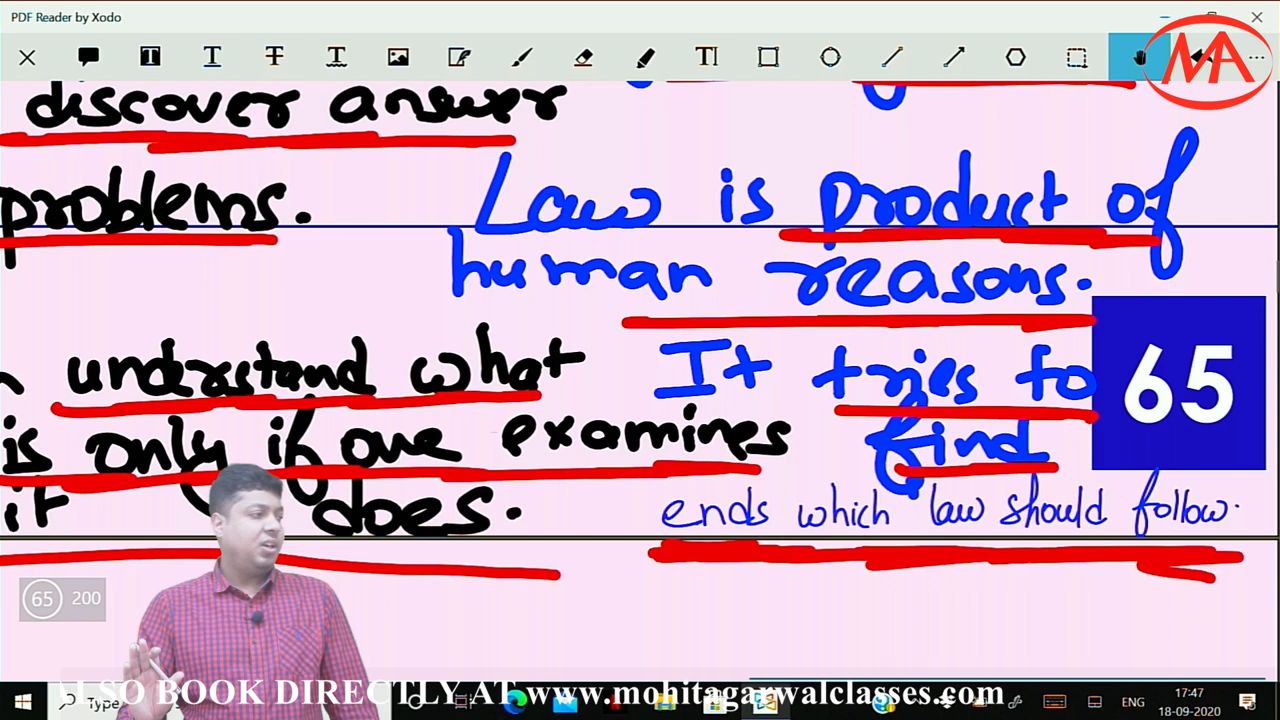 PDF Reader by Xodo
MA
discover answer
problems.
Law is product of
human reasons.
understand what
is only if one examines
it does.
It tries to
find
ends which law should follow.
65
65 200
ALSO BOOK DIRECTLY AT www.mohitagarwalclasses.com
Type
ENG
17:47
18-09-2020